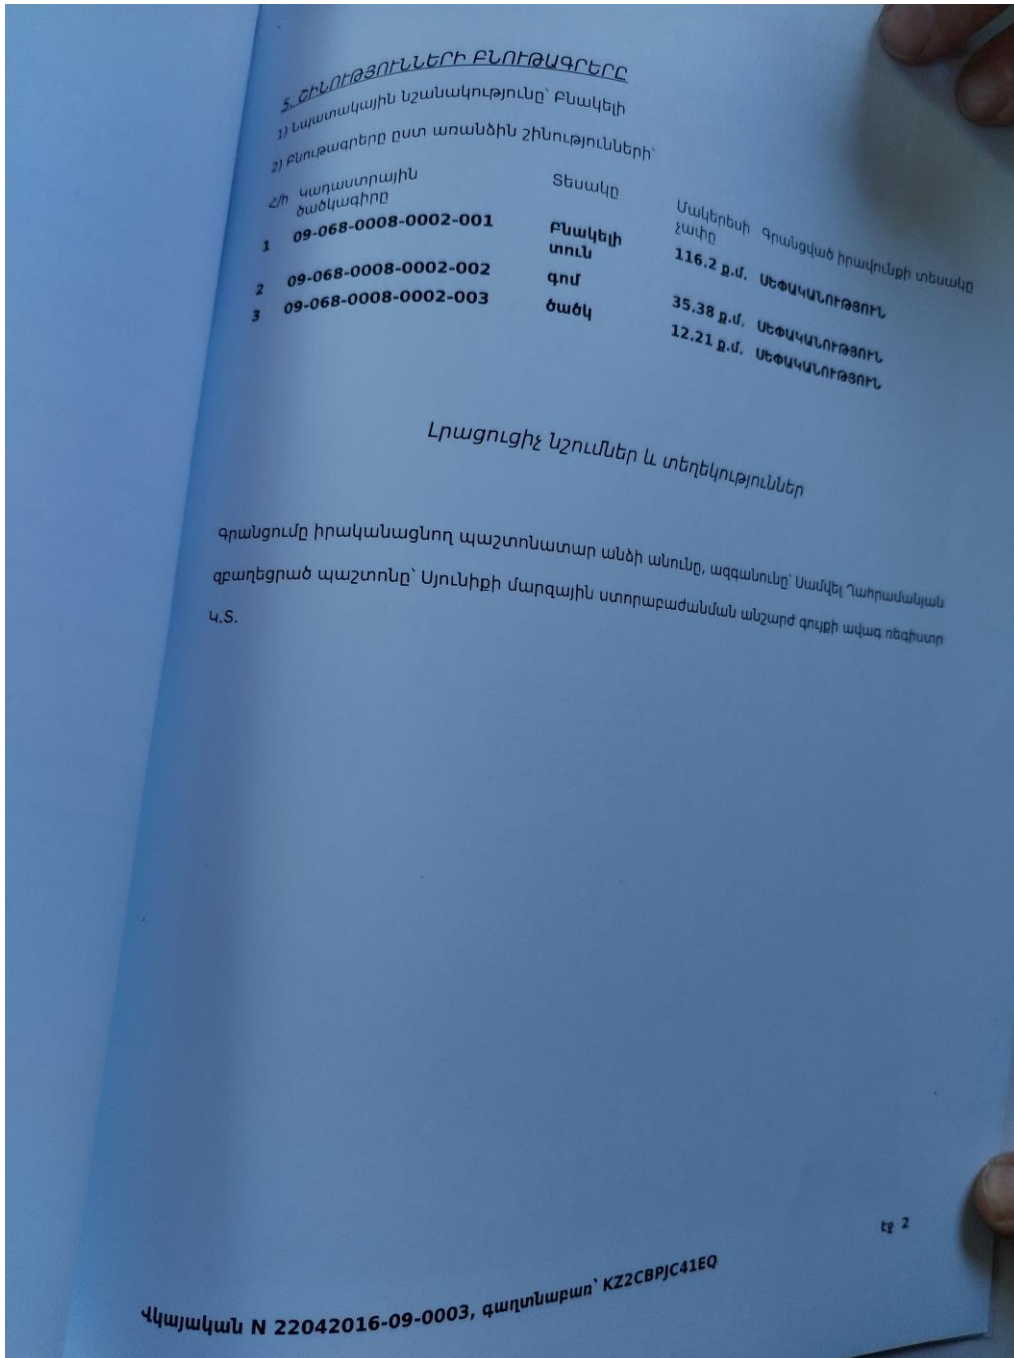 5. ՇԻՆՈՒԹՅՈՒՆՆԵՐԻ ԲՆՈՒԹԱԳՐԵՐԸ
1) Նպատակային նշանակությունը՝ Բնակելի
2) Բնութագրերը ըստ առանձին շինությունների՝
Հ/հ Կադաստրային ծածկագիրը Տեսակը Մակերեսի չափը Գրանցված իրավունքի տեսակը
1 09-068-0008-0002-001 Բնակելի տուն 116.2 ք.մ. ՍԵՓԱԿԱՆՈՒԹՅՈՒՆ
2 09-068-0008-0002-002 գոմ 35.38 ք.մ. ՍԵՓԱԿԱՆՈՒԹՅՈՒՆ
3 09-068-0008-0002-003 ծածկ 12.21 ք.մ. ՍԵՓԱԿԱՆՈՒԹՅՈՒՆ
Լրացուցիչ նշումներ և տեղեկություններ
Գրանցումը իրականացնող պաշտոնատար անձի անունը, ազգանունը՝ Սամվել Ղահրամանյան
զբաղեցրած պաշտոնը՝ Սյունիքի մարզային ստորաբաժանման անշարժ գույքի ավագ ռեգիստր
Կ.Տ.
էջ 2
Վկայական N 22042016-09-0003, գաղտնաբառ՝ KZ2CBPJC41EQ